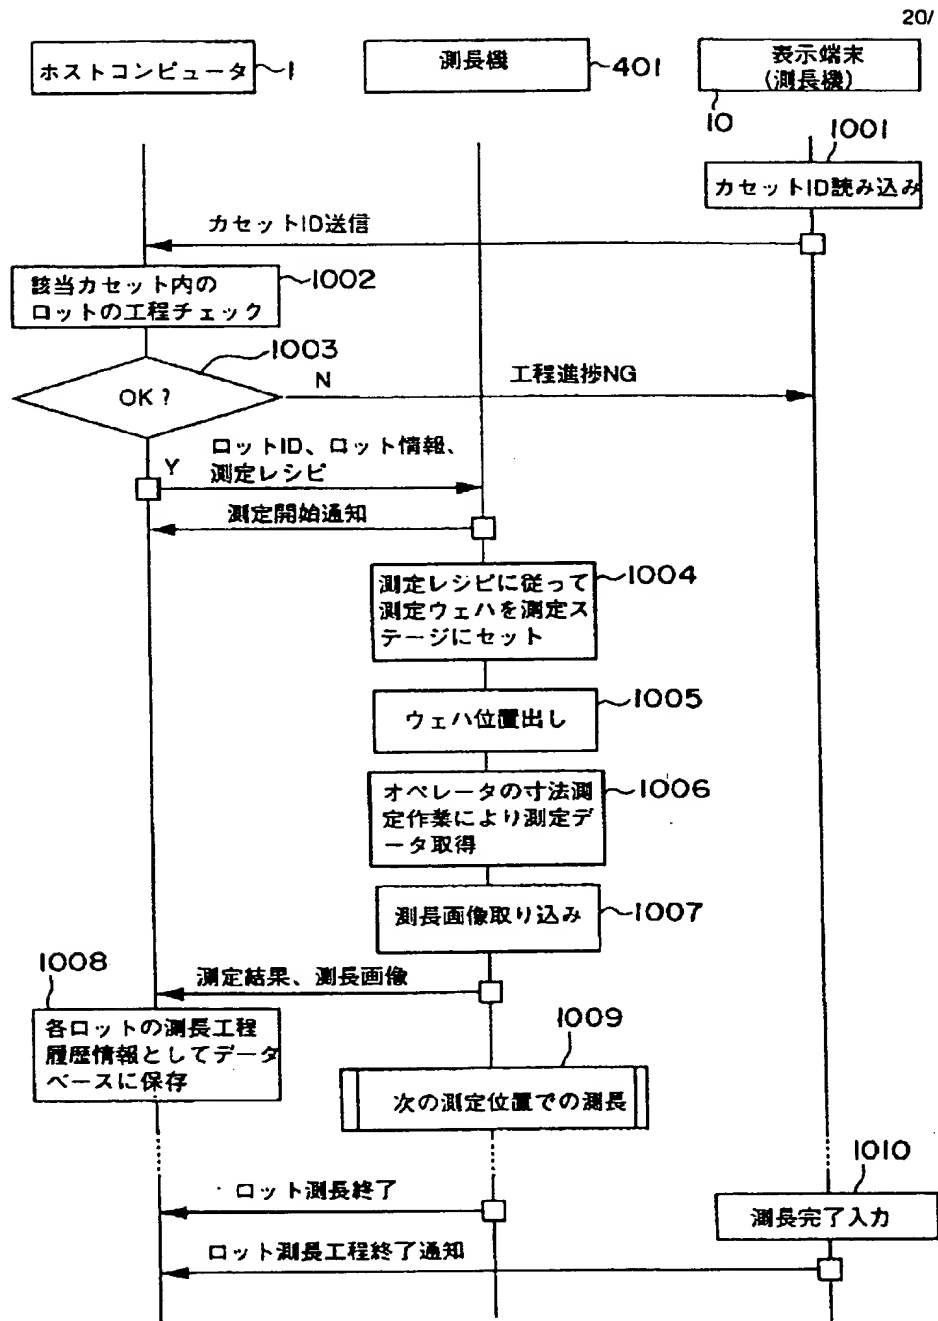 20/
ホストコンピュータ
1
測長機
401
表示端末
(測長機)
10
1001
カセットID読み込み
カセットID送信
該当カセット内の
ロットの工程チェック
1002
1003
OK?
N
工程進捗NG
Y
ロットID、ロット情報、
測定レシピ
測定開始通知
測定レシピに従って
測定ウェハを測定ス
テージにセット
1004
ウェハ位置出し
1005
オペレータの寸法測
定作業により測定デ
ータ取得
1006
測長画像取り込み
1007
測定結果、測長画像
1008
各ロットの測長工程
履歴情報としてデータ
ベースに保存
1009
次の測定位置での測長
ロット測長終了
1010
測長完了入力
ロット測長工程終了通知